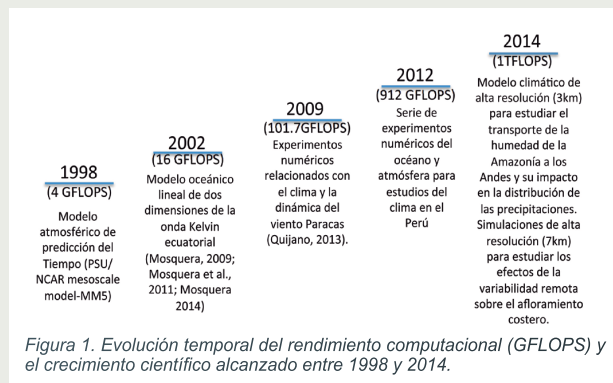 1998
(4 GFLOPS)
Modelo
atmosférico de
predicción del
Tiempo (PSU/
NCAR mesoscale
model-MM5)
2002
(16 GFLOPS)
Modelo oceánico
lineal de dos
dimensiones de la
onda Kelvin
ecuatorial
(Mosquera, 2009;
Mosquera et al.,
2011; Mosquera
2014)
2009
(101.7GFLOPS)
Experimentos
numéricos
relacionados con
el clima y la
dinámica del
viento Paracas
(Quijano, 2013).
2012
(912 GFLOPS)
Serie de
experimentos
numéricos del
océano y
atmósfera para
estudios del
clima en el
Perú
2014
(1TFLOPS)
Modelo climático de
alta resolución (3km)
para estudiar el
transporte de la
humedad de la
Amazonía a los
Andes y su impacto
en la distribución de
las precipitaciones.
Simulaciones de alta
resolución (7km)
para estudiar los
efectos de la
variabilidad remota
sobre el afloramiento
costero.
Figura 1. Evolución temporal del rendimiento computacional (GFLOPS) y
el crecimiento científico alcanzado entre 1998 y 2014.